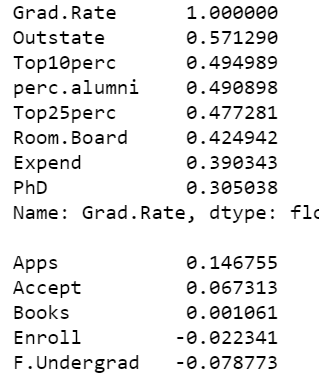 Grad.Rate 1.000000
Outstate 0.571290
Top10perc 0.494989
perc.alumni 0.490898
Top25perc 0.477281
Room.Board 0.424942
Expend 0.390343
PhD 0.305038
Name: Grad.Rate, dtype: flo
Apps 0.146755
Accept 0.067313
Books 0.001061
Enroll -0.022341
F.Undergrad -0.078773